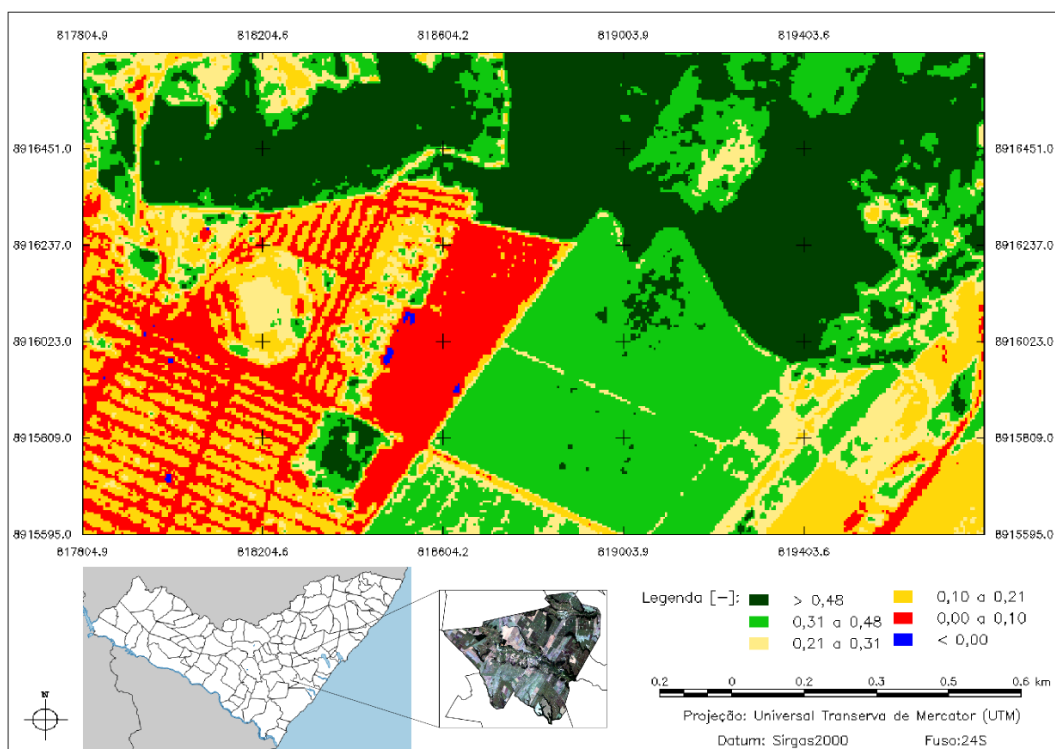 817804.9 818204.6 818604.2 819003.9 819403.6
8916451.0 8916451.0
8916237.0 8916237.0
8916023.0 8916023.0
8915809.0 8915809.0
8915595.0 8915595.0
817804.9 818204.6 818604.2 819003.9 819403.6
Legenda [-]: > 0,48 0,10 a 0,21
0,31 a 0,48 0,00 a 0,10
0,21 a 0,31 < 0,00
0.2 0 0.2 0.3 0.5 0.6 km
N
Projeção: Universal Transerva de Mercator (UTM)
Datum: Sirgas2000 Fuso:24S